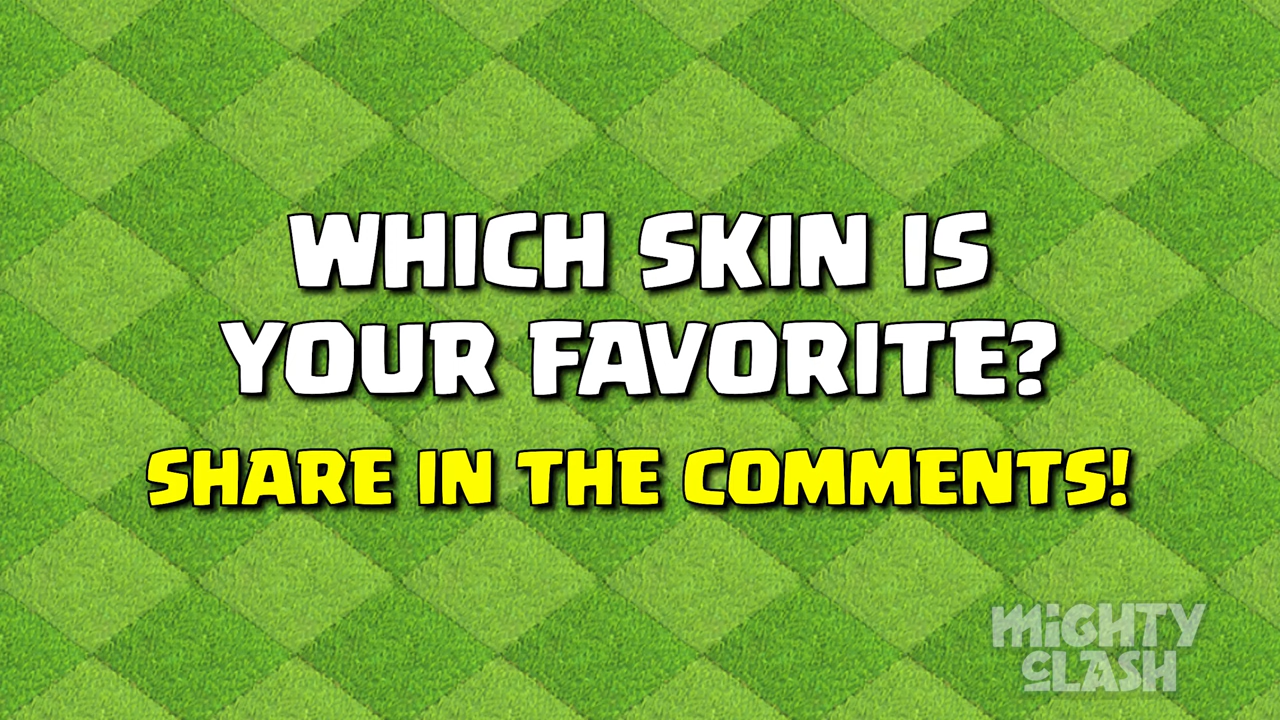 WHICH SKIN IS
YOUR FAVORITE?
SHARE IN THE COMMENTS!
MiGHTY
CLASH